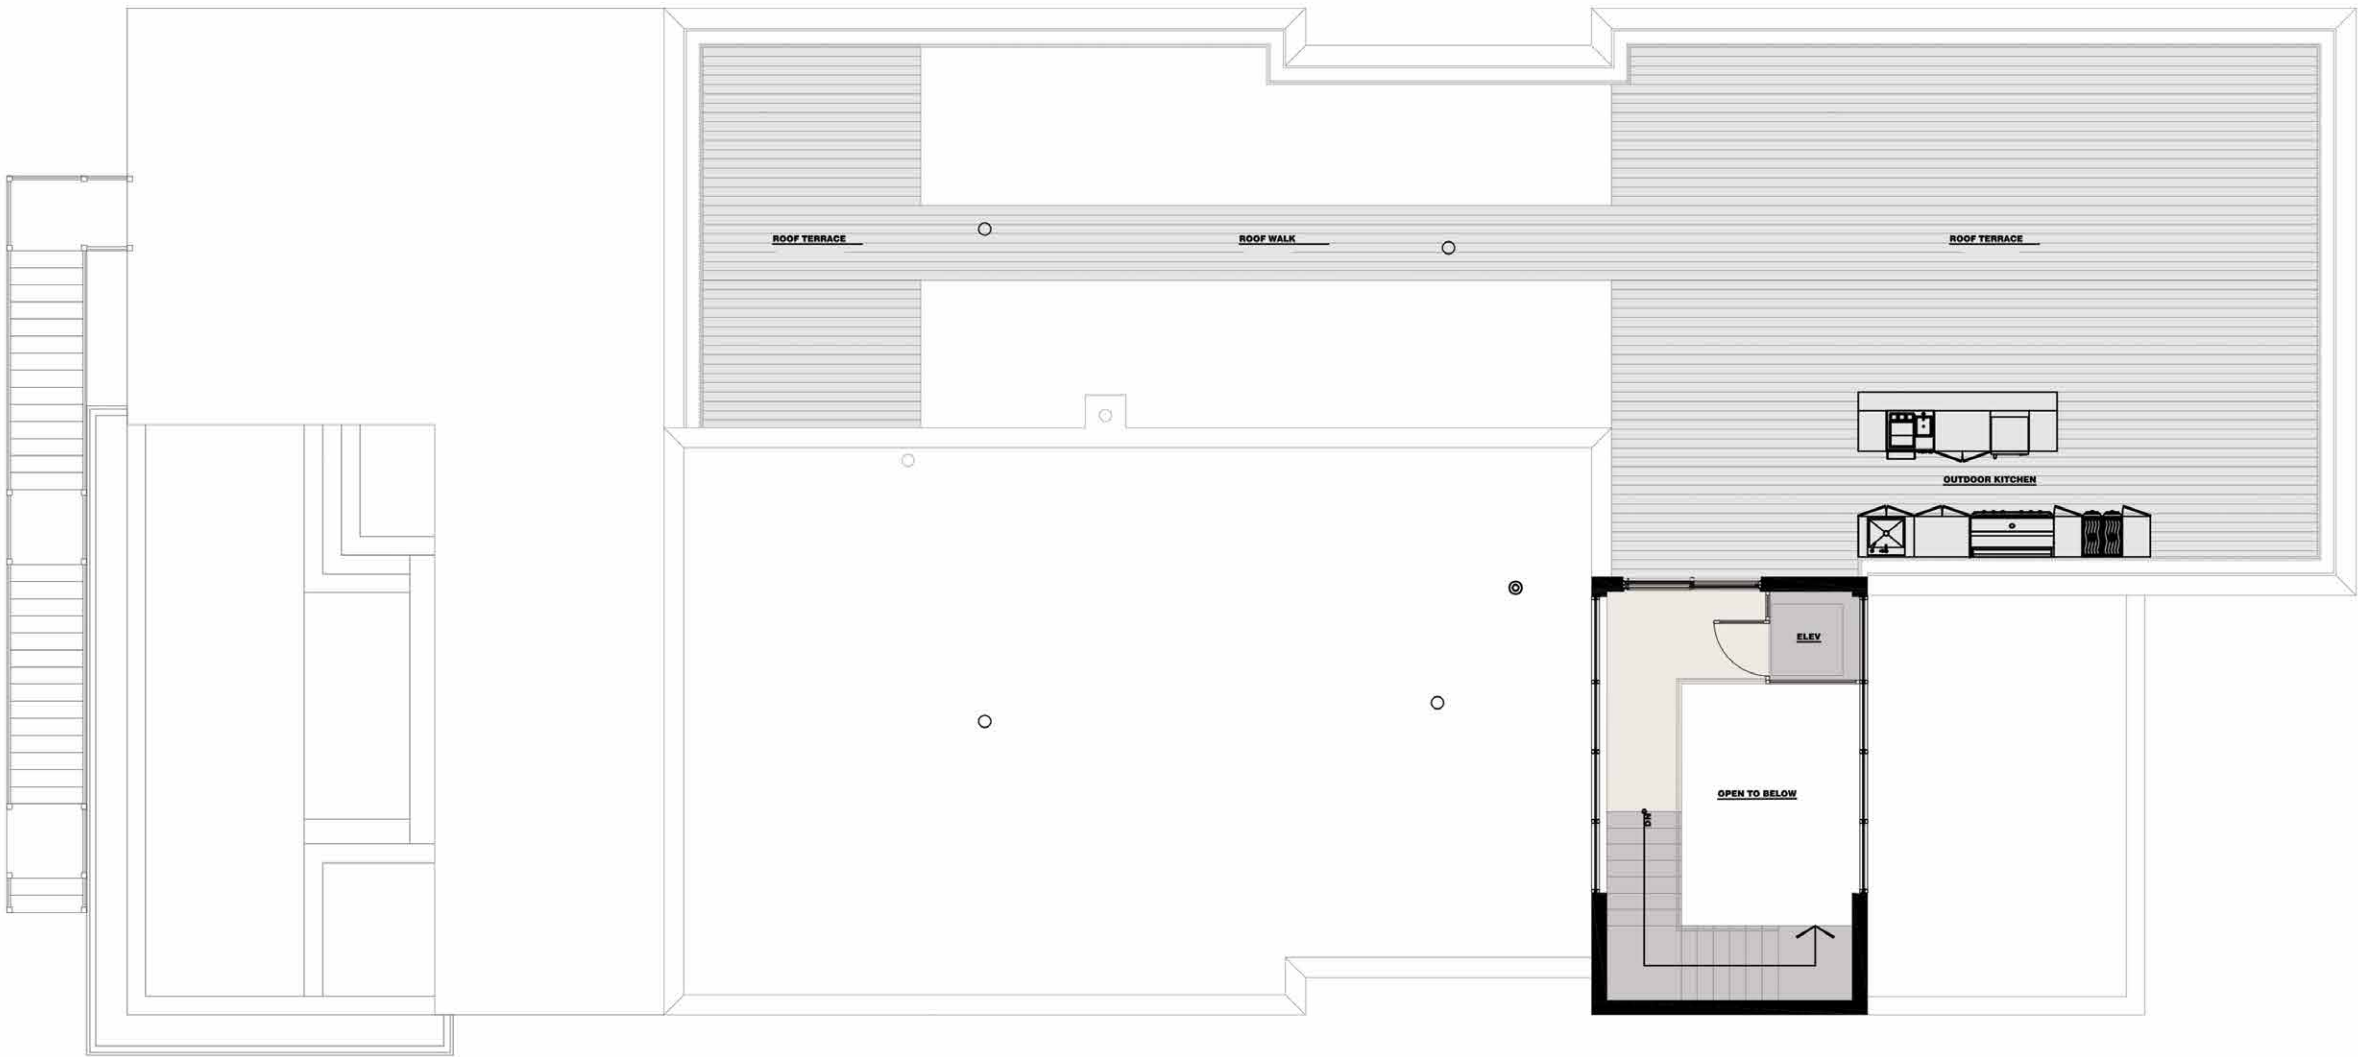 ROOF TERRACE
ROOF WALK
ROOF TERRACE
OUTDOOR KITCHEN
ELEV
OPEN TO BELOW
DN